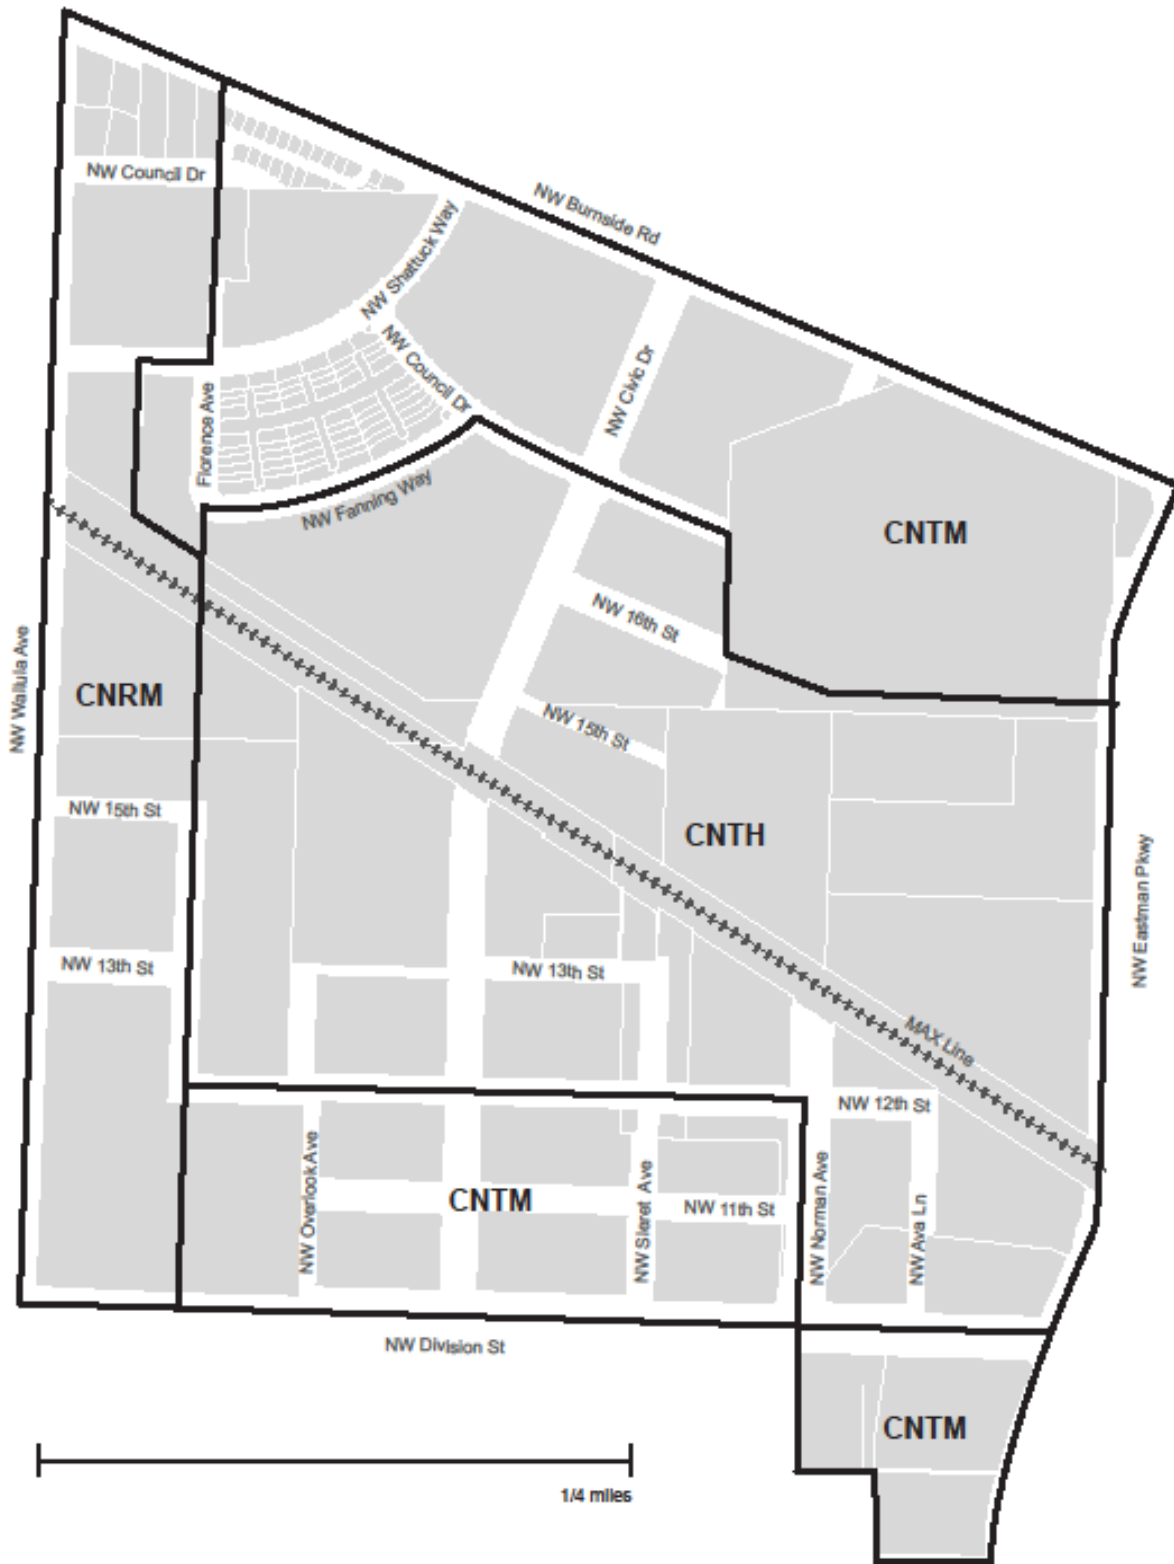 NW Council Dr
NW Burnside Rd
NW Shattuck Way
NW Council Dr
NW Civic Dr
Florence Ave
NW Fanning Way
CNTM
NW 16th St
NW Wallula Ave
CNRM
NW 15th St
NW 15th St
CNTH
NW Eastman Pkwy
NW 13th St
NW 13th St
MAX Line
NW 12th St
NW Overlook Ave
CNTM
NW Sleret Ave
NW 11th St
NW Norman Ave
NW Ava Ln
NW Division St
CNTM
1/4 miles